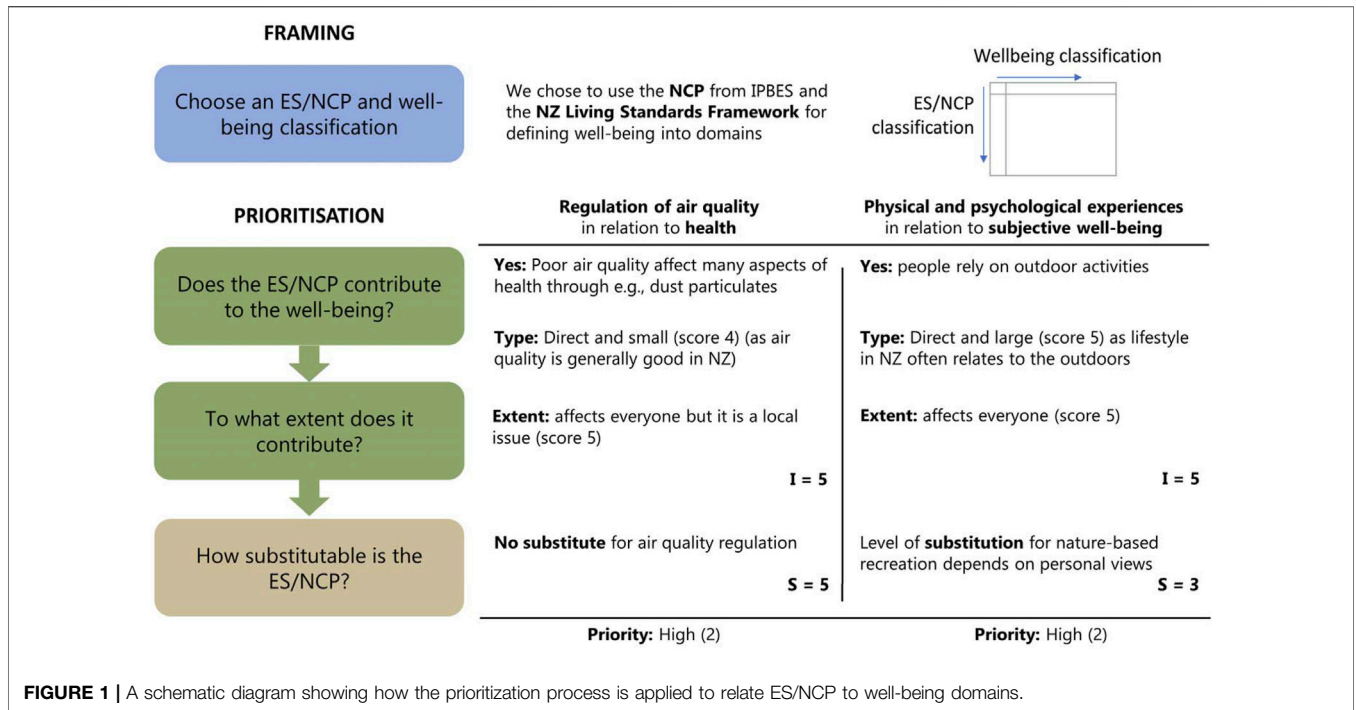 FRAMING
Choose an ES/NCP and well-
being classification
We chose to use the NCP from IPBES and
the NZ Living Standards Framework for
defining well-being into domains
Wellbeing classification
ES/NCP
classification
PRIORITISATION
Regulation of air quality
in relation to health
Physical and psychological experiences
in relation to subjective well-being
Does the ES/NCP contribute
to the well-being?
Yes: Poor air quality affect many aspects of
health through e.g., dust particulates
Yes: people rely on outdoor activities
Type: Direct and small (score 4) (as air
quality is generally good in NZ)
Type: Direct and large (score 5) as lifestyle
in NZ often relates to the outdoors
To what extent does it
contribute?
Extent: affects everyone but it is a local
issue (score 5)
I = 5
Extent: affects everyone (score 5)
I = 5
How substitutable is the
ES/NCP?
No substitute for air quality regulation
S = 5
Level of substitution for nature-based
recreation depends on personal views
S = 3
Priority: High (2)
Priority: High (2)
FIGURE 1 | A schematic diagram showing how the prioritization process is applied to relate ES/NCP to well-being domains.